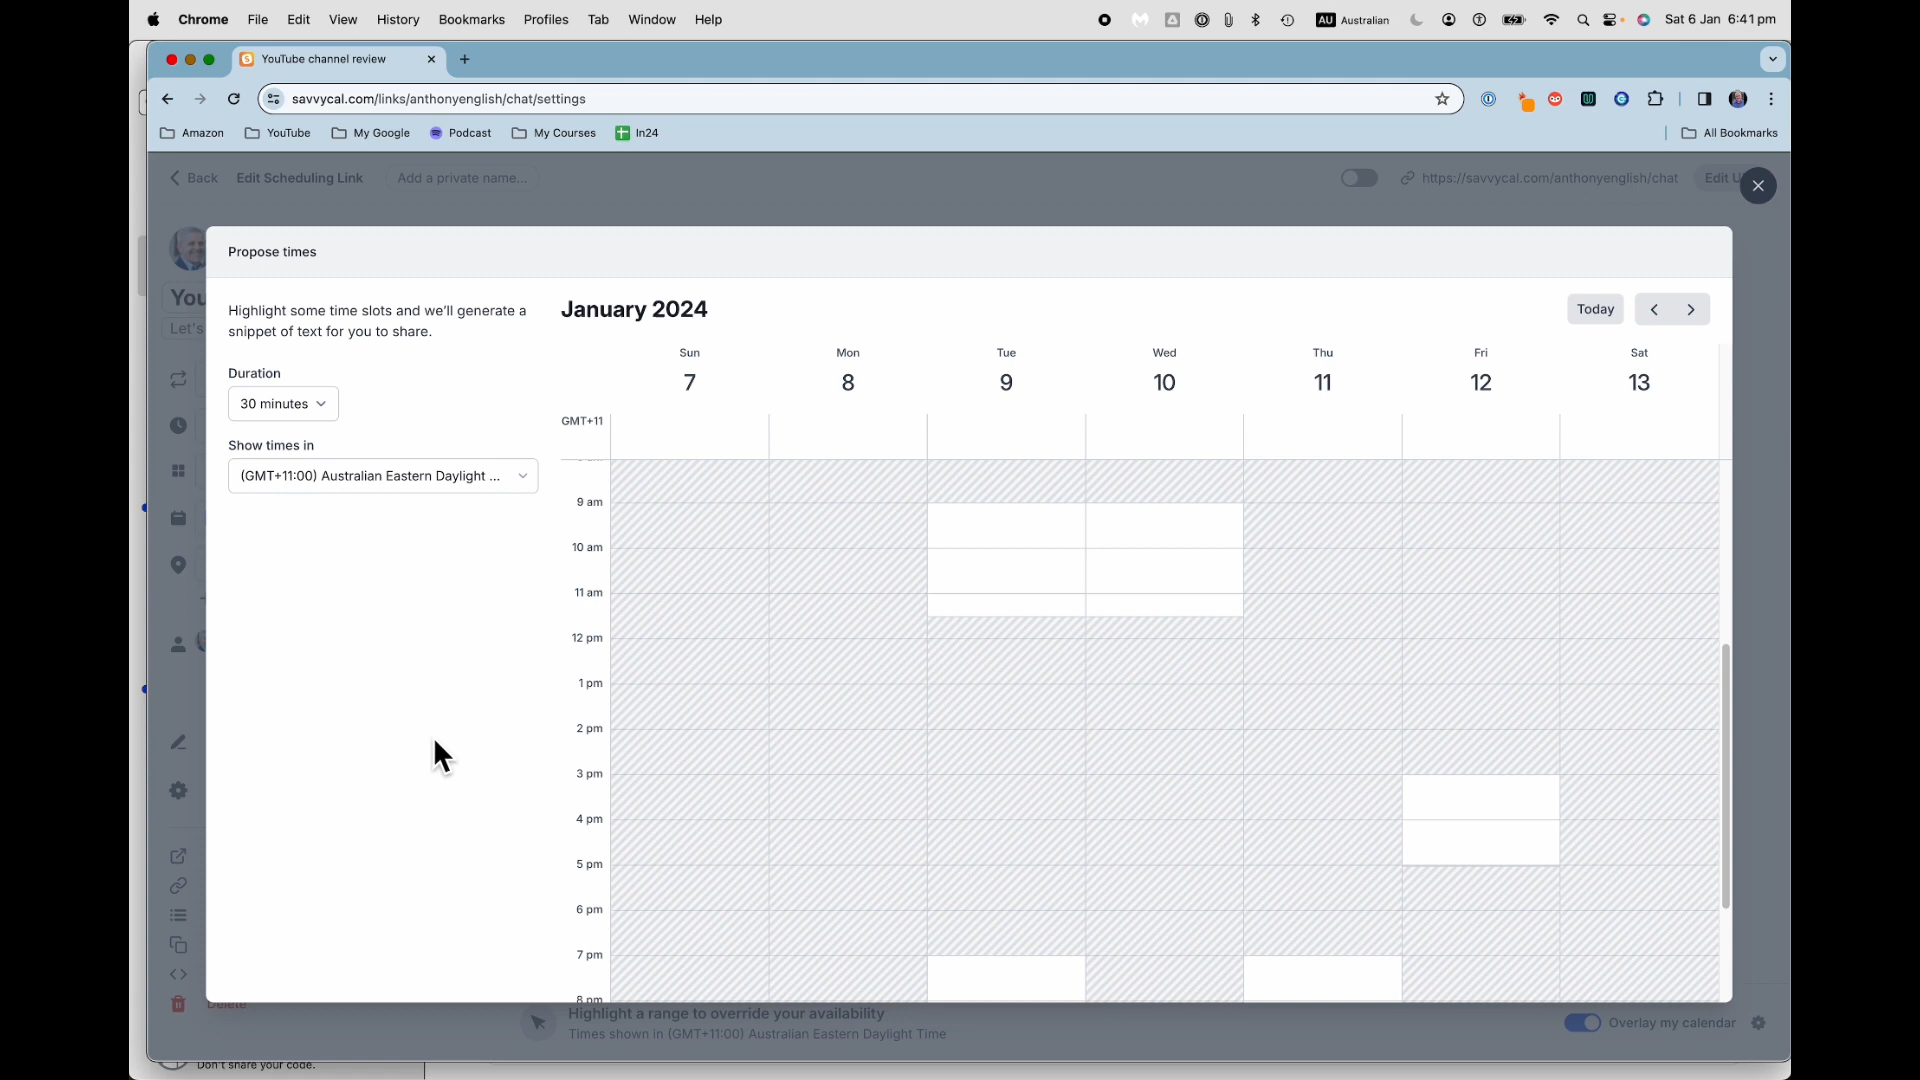 Chrome File Edit View History Bookmarks Profiles Tab Window Help AU Australian Sat 6 Jan 6:41 pm
YouTube channel review
savvycal.com/links/anthonyenglish/chat/settings
Amazon YouTube My Google Podcast My Courses In24 All Bookmarks
Back Edit Scheduling Link Add a private name... https://savvycal.com/anthonyenglish/chat Edit U
Propose times
You
Let's
Highlight some time slots and we'll generate a
snippet of text for you to share.
Duration
30 minutes
Show times in
(GMT+11:00) Australian Eastern Daylight ...
January 2024
Today
Sun Mon Tue Wed Thu Fri Sat
7 8 9 10 11 12 13
GMT+11
9 am
10 am
11 am
12 pm
1 pm
2 pm
3 pm
4 pm
5 pm
6 pm
7 pm
8 pm
Delete
Highlight a range to override your availability
Times shown in (GMT+11:00) Australian Eastern Daylight Time
Overlay my calendar
Don't share your code.